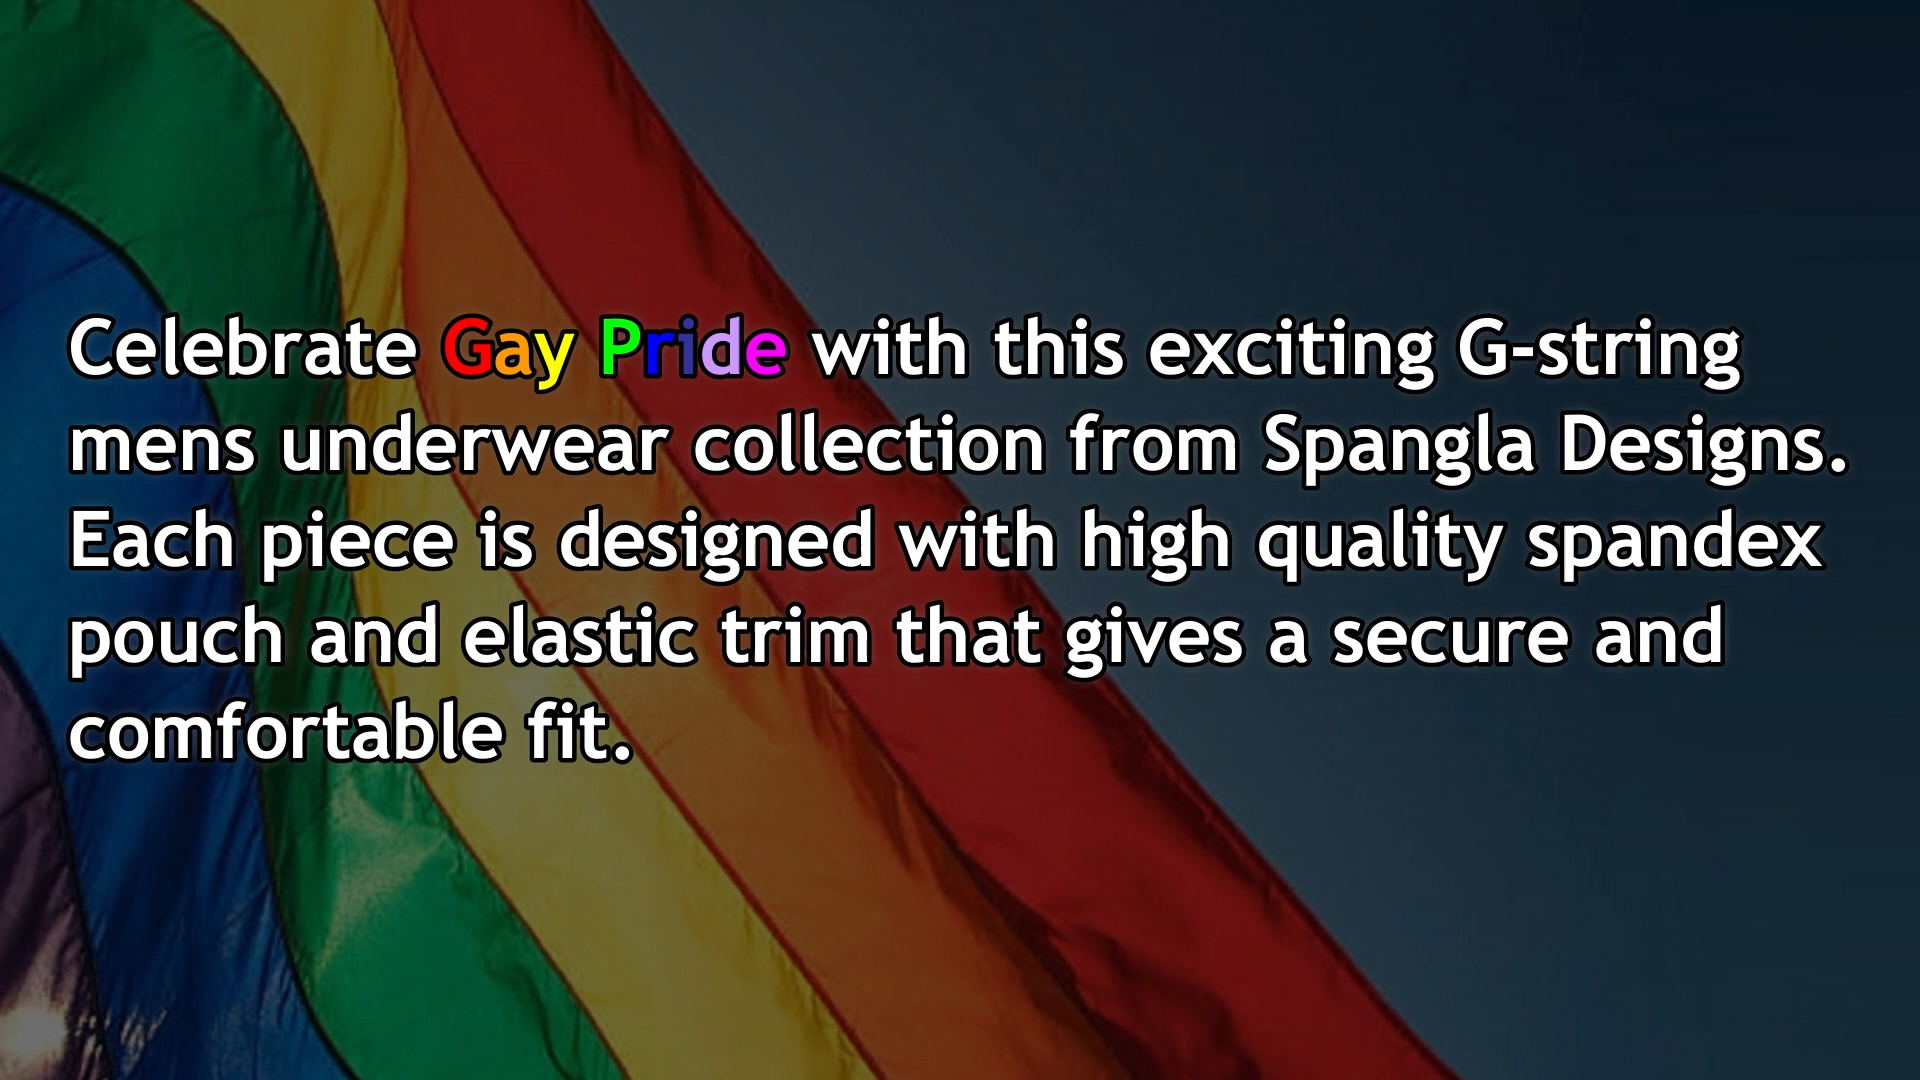 Celebrate Gay Pride with this exciting G-string
mens underwear collection from Spangla Designs.
Each piece is designed with high quality spandex
pouch and elastic trim that gives a secure and
comfortable fit.